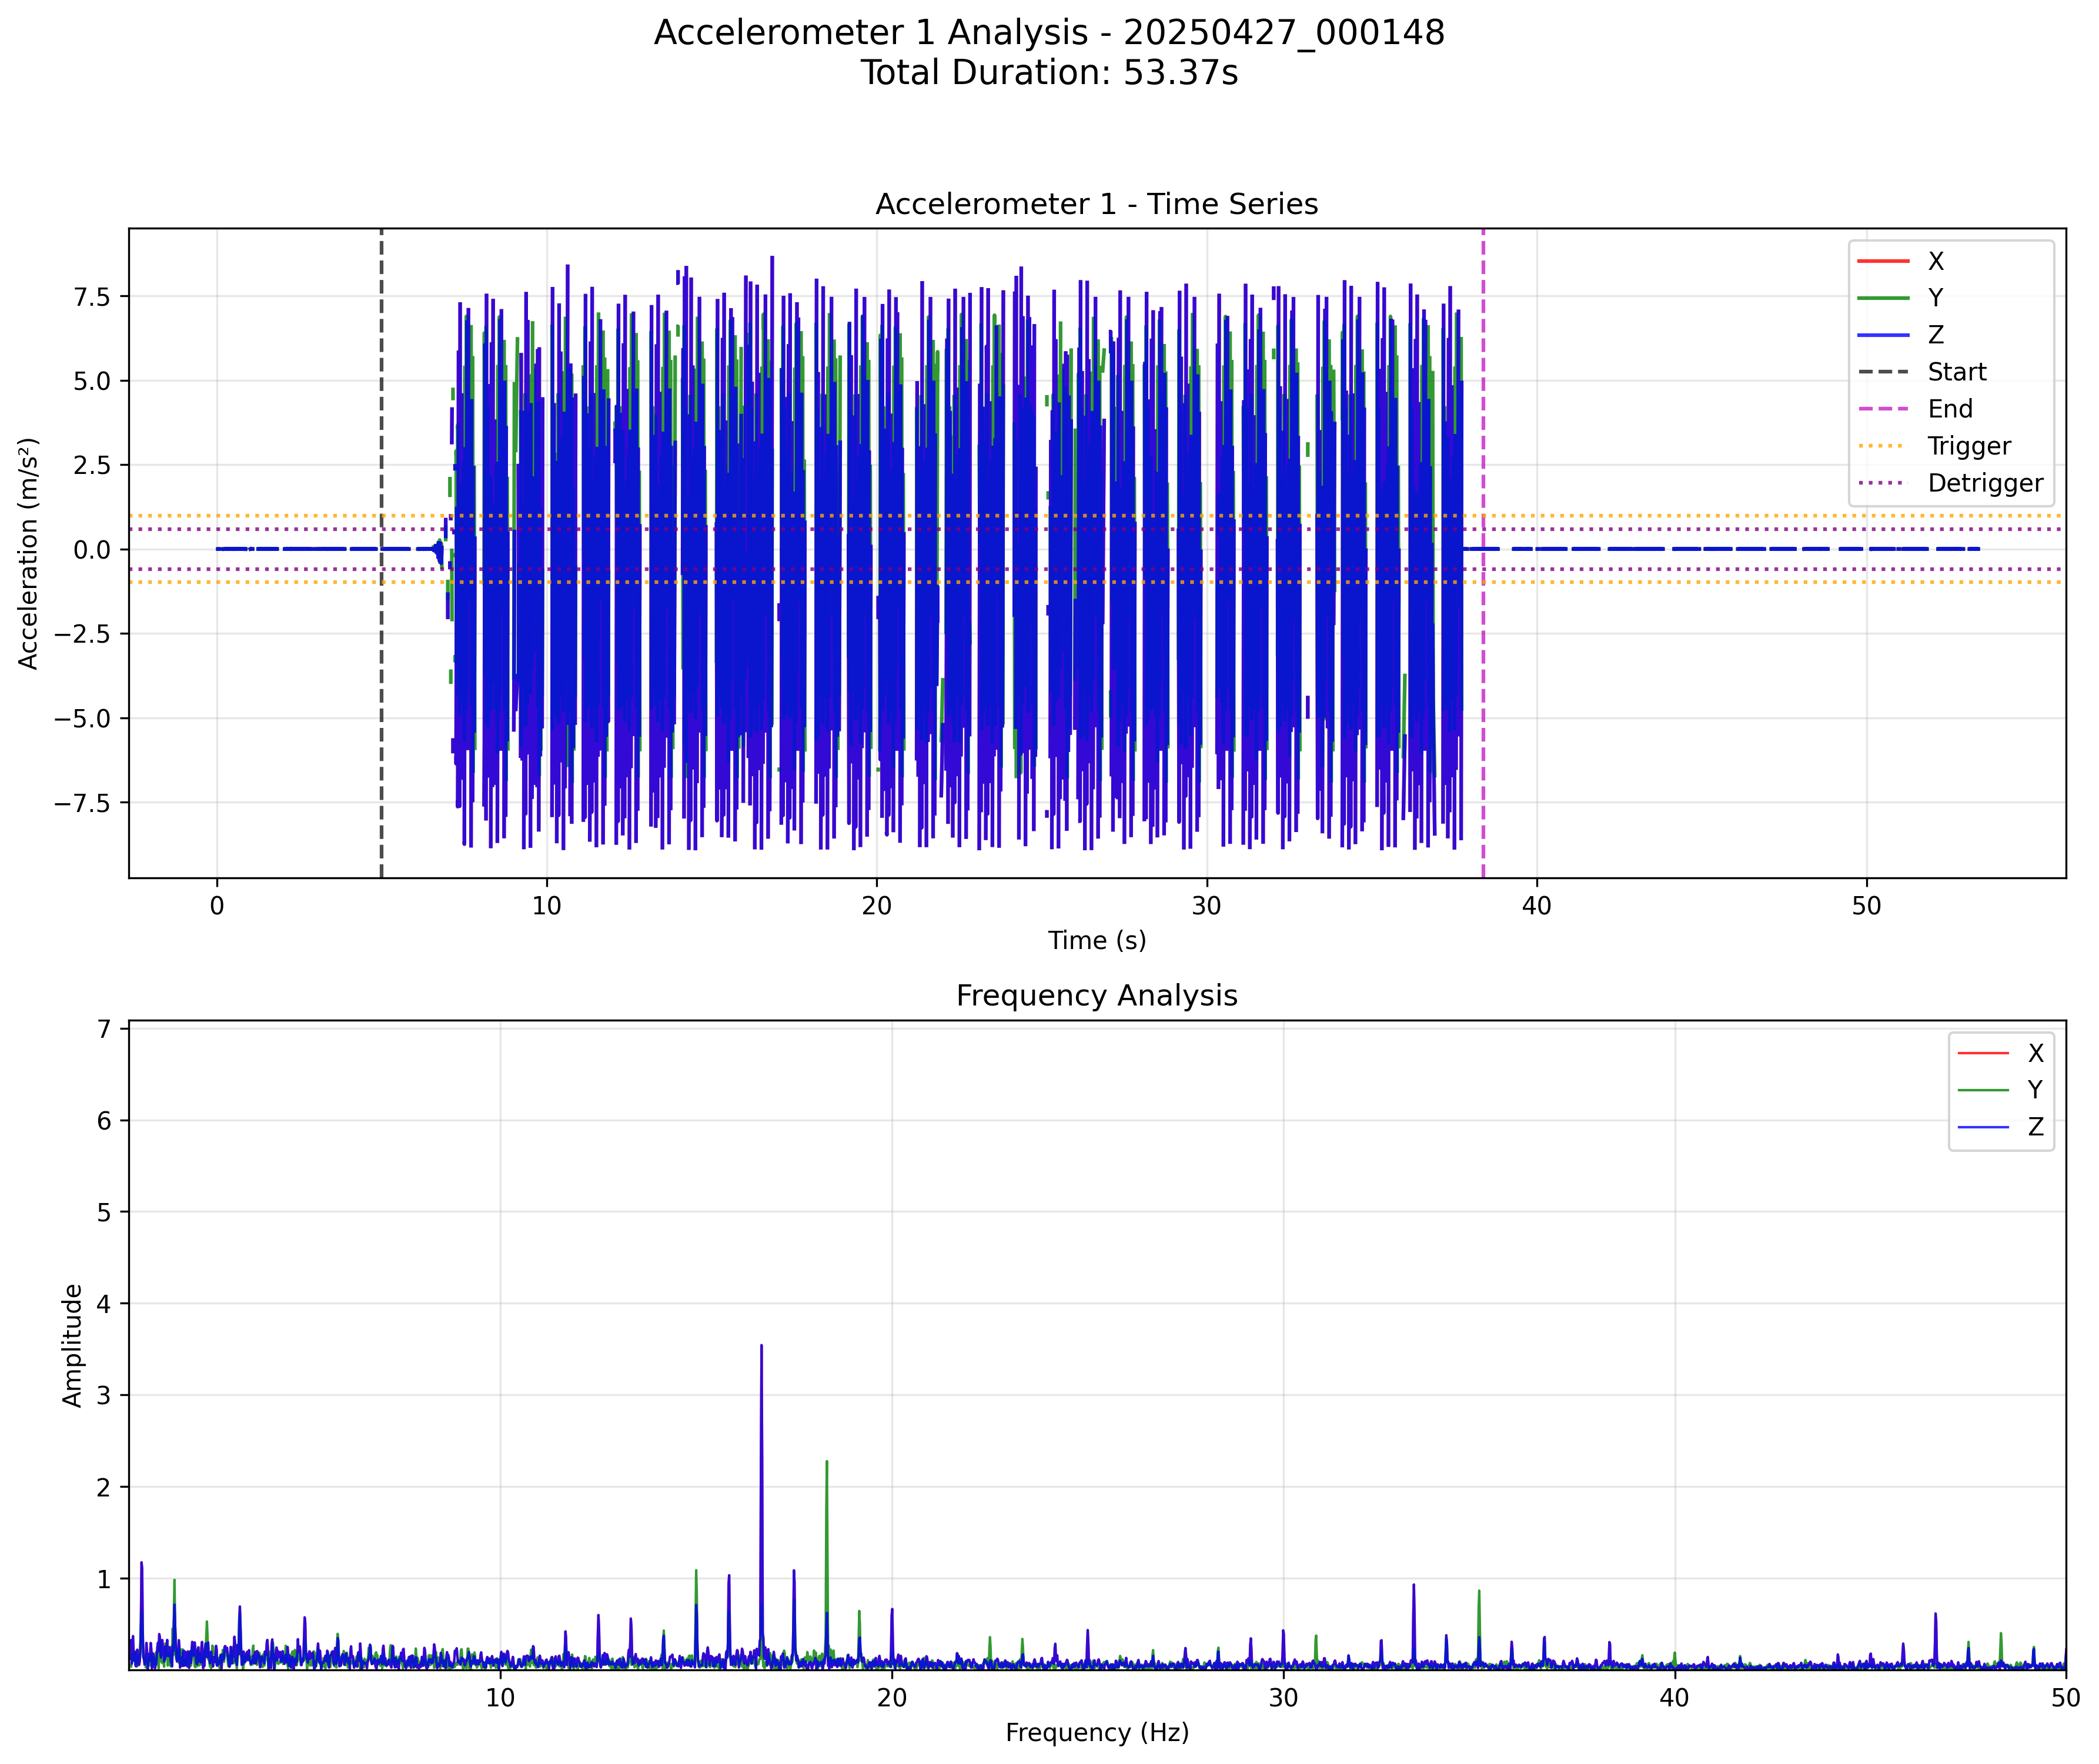 Accelerometer 1 Analysis - 20250427_000148
Total Duration: 53.37s
Accelerometer 1 - Time Series
Acceleration (m/s²)
7.5
5.0
2.5
0.0
−2.5
−5.0
−7.5
X
Y
Z
Start
End
Trigger
Detrigger
0
10
20
30
40
50
Time (s)
Frequency Analysis
Amplitude
7
6
5
4
3
2
1
X
Y
Z
10
20
30
40
50
Frequency (Hz)